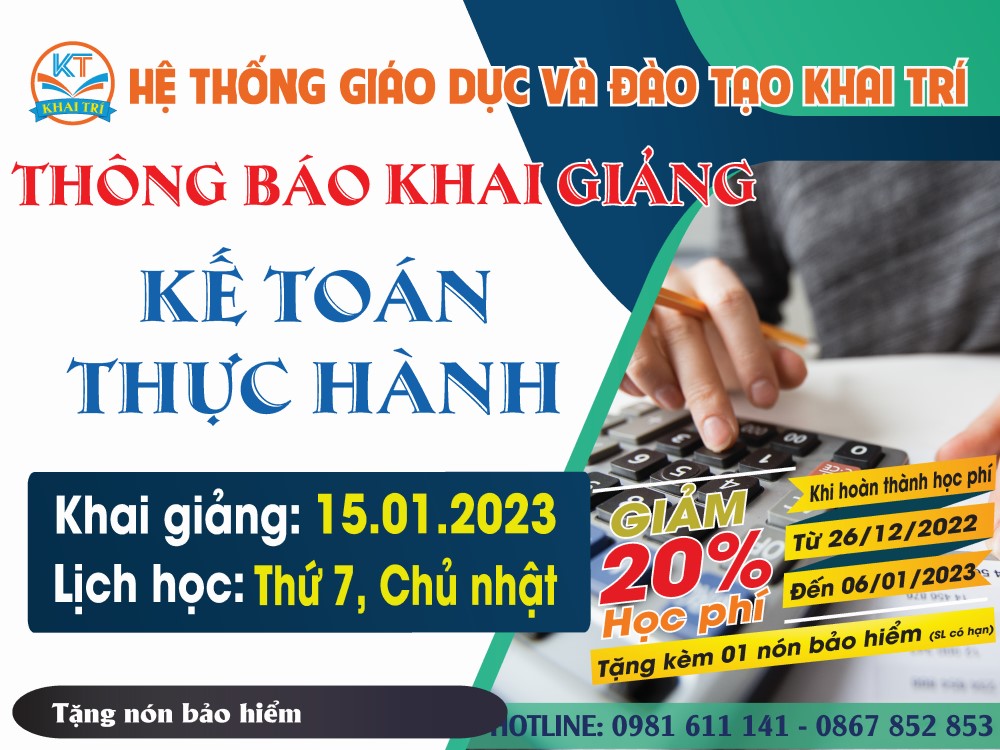 KT
KHAI TRÍ
HỆ THỐNG GIÁO DỤC VÀ ĐÀO TẠO KHAI TRÍ
THÔNG BÁO KHAI GIẢNG
KẾ TOÁN
THỰC HÀNH
Khai giảng: 15.01.2023
Lịch học: Thứ 7, Chủ nhật
GIẢM
20%
Học phí
Khi hoàn thành học phí
Từ 26/12/2022
Đến 06/01/2023
Tặng kèm 01 nón bảo hiểm (SL có hạn)
Tặng nón bảo hiểm
HOTLINE: 0981 611 141 - 0867 852 853